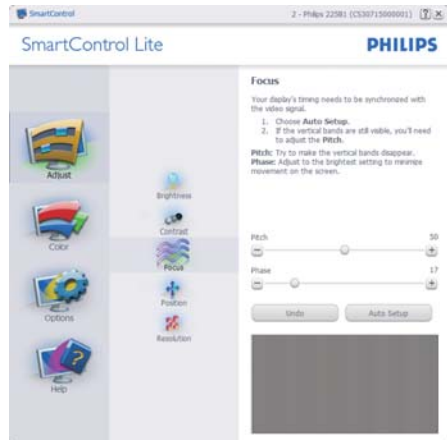 SmartControl
2 - Philips 225B1 (CS30715000001)
SmartControl Lite
PHILIPS
Adjust
Color
Options
Help
Brightness
Contrast
Focus
Position
Resolution
Focus
Your display's timing needs to be synchronized with
the video signal.
1. Choose Auto Setup.
2. If the vertical bands are still visible, you'll need
to adjust the Pitch.
Pitch: Try to make the vertical bands disappear.
Phase: Adjust to the brightest setting to minimize
movement on the screen.
Pitch 50
Phase 17
Undo
Auto Setup